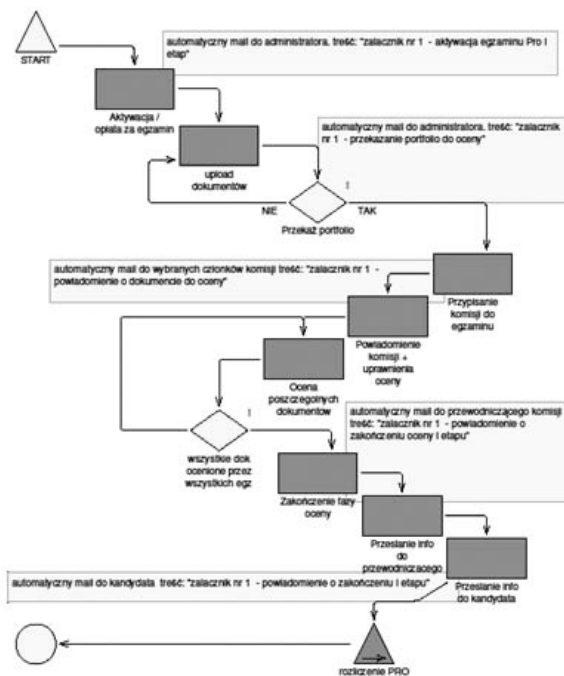 automatyczny mail do administratora, treść: "zalacznik nr 1 - aktywacja egzaminu Pro I
etap"
START
Aktywacja /
opłata za egzamin
automatyczny mail do administratora, treść: "zalacznik
nr 1 - przekazanie portfolio do oceny"
upload
dokumentów
!
NIE
TAK
Przekaż portfolio
automatyczny mail do wybranych członków komisji treść: "zalacznik nr 1 -
powiadomienie o dokumencie do oceny"
Przypisanie
komisji do
egzaminu
Powiadomienie
komisji +
uprawnienia
oceny
Ocena
poszczególnych
dokumentów
!
automatyczny mail do przewodniczącego komisji
treść: "zalacznik nr 1 - powiadomienie o
zakończeniu oceny I etapu"
wszystkie dok
ocenione przez
wszystkich egz
Zakończenie fazy
oceny
Przesłanie info
do
przewodniczacego
Przesłanie info
do kandydata
automatyczny mail do kandydata treść: "zalacznik nr 1 - powiadomienie o zakończeniu I etapu"
rozliczenie PRO